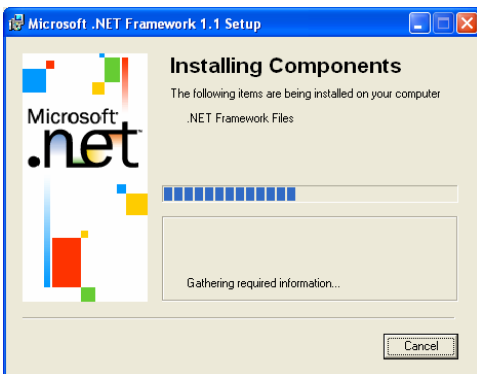 Microsoft .NET Framework 1.1 Setup
Installing Components
The following items are being installed on your computer
.NET Framework Files
Microsoft
.net
Gathering required information...
Cancel